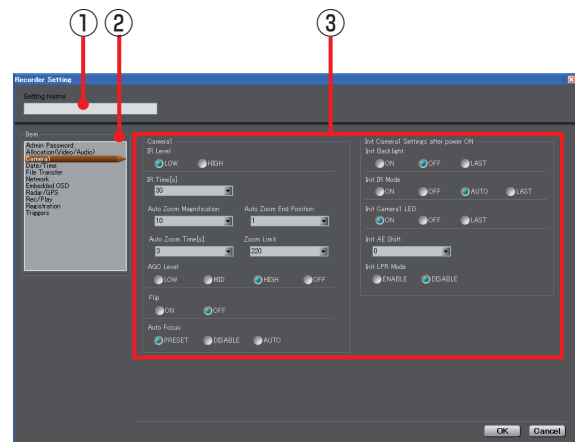 ① ② ③
Recorder Setting
Setting Name
Item
Admin Password
Allocation(Video/Audio)
Camera1
Date/Time
File Transfer
Network
Embedded OSD
Radar/GPS
Rec/Play
Registration
Triggers
Camera1
IR Level
LOW HIGH
IR Time[s]
30
Auto Zoom Magnification Auto Zoom End Position
10 1
Auto Zoom Time[s] Zoom Limit
3 220
AGC Level
LOW MID HIGH OFF
Flip
ON OFF
Auto Focus
PRESET DISABLE AUTO
Init Camera1 Settings after power ON
Init Backlight
ON OFF LAST
Init IR Mode
ON OFF AUTO LAST
Init Camera1 LED
ON OFF LAST
Init AE Shift
0
Init LPR Mode
ENABLE DISABLE
OK Cancel